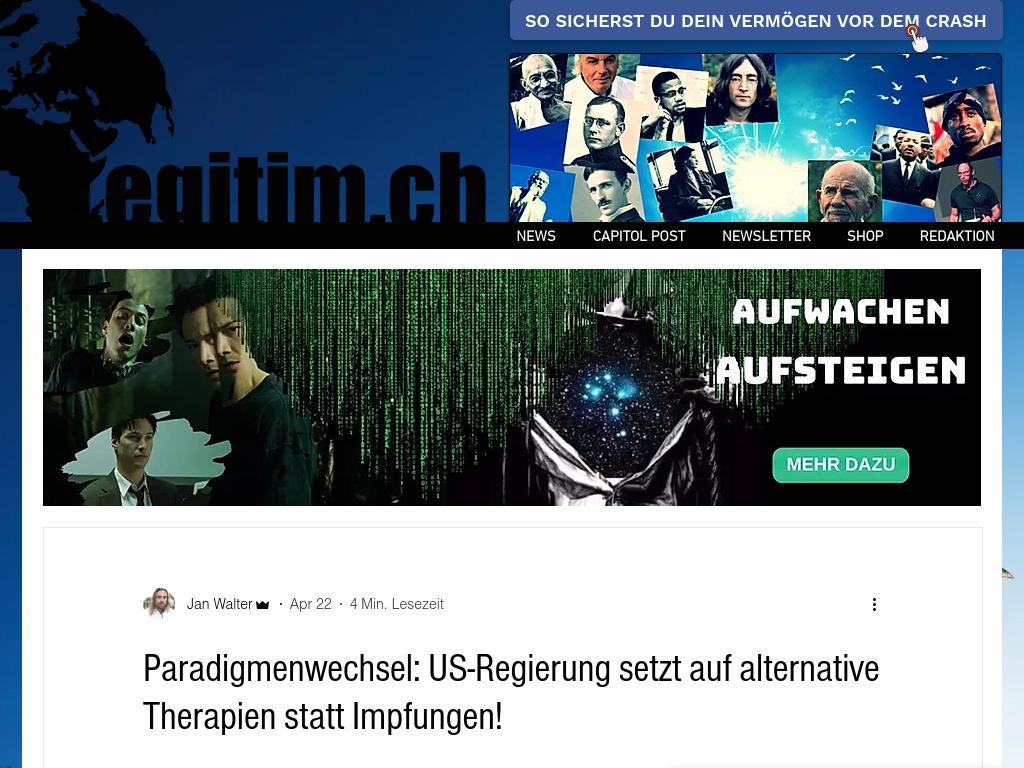 SO SICHERST DU DEIN VERMÖGEN VOR DEM CRASH
egitim.ch
NEWS CAPITOL POST NEWSLETTER SHOP REDAKTION
AUFWACHEN
AUFSTEIGEN
MEHR DAZU
Jan Walter · Apr 22 · 4 Min. Lesezeit
Paradigmenwechsel: US-Regierung setzt auf alternative
Therapien statt Impfungen!